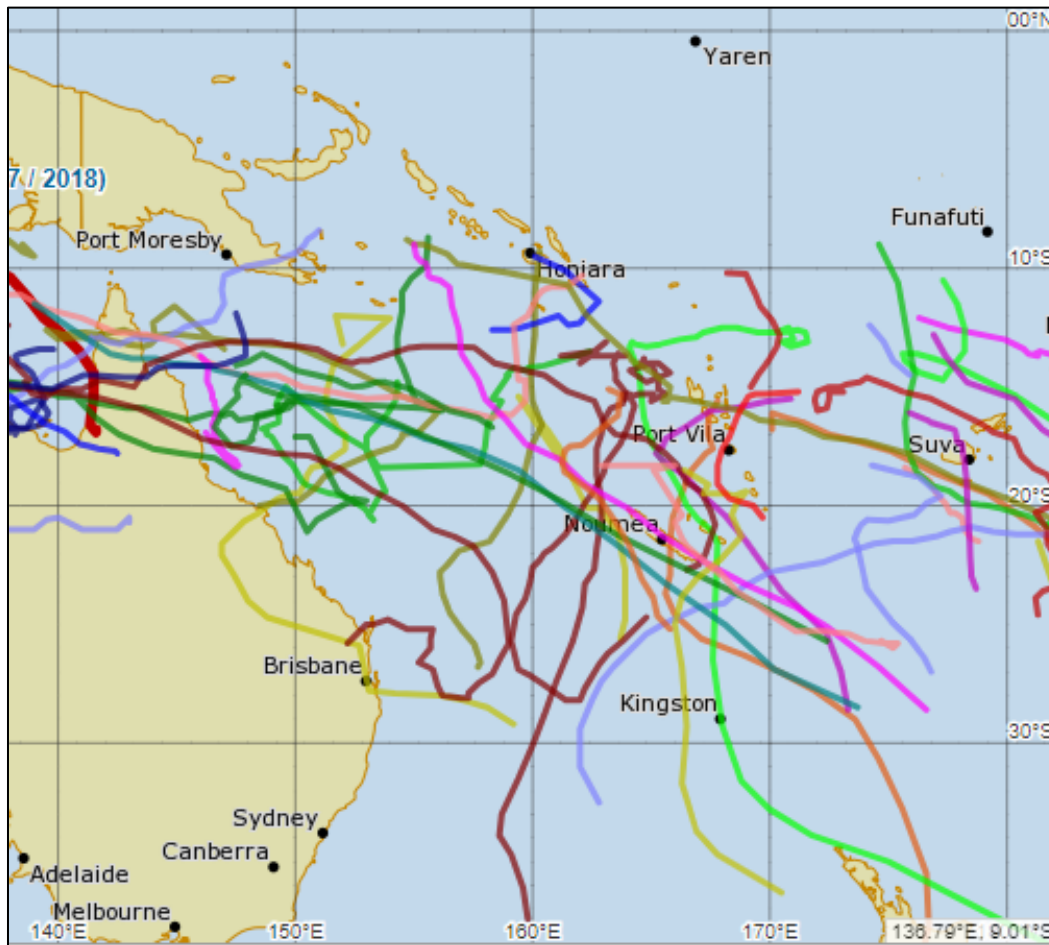 00°N
Yaren
7 / 2018)
Funafuti
Port Moresby
10°S
Honiara
Port Vila
Suva
20°S
Noumea
Brisbane
Kingston
30°S
Sydney
Canberra
Adelaide
Melbourne
140°E
150°E
160°E
170°E
138.79°E; 9.01°S